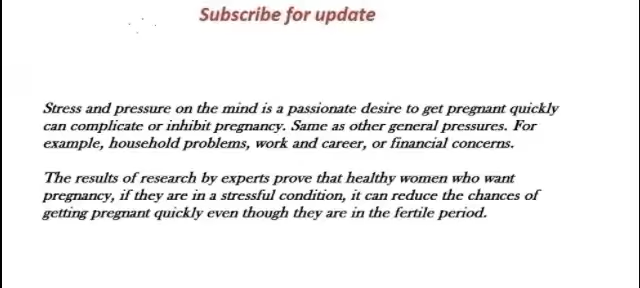 Subscribe for update
Stress and pressure on the mind is a passionate desire to get pregnant quickly
can complicate or inhibit pregnancy. Same as other general pressures. For
example, household problems, work and career, or financial concerns.
The results of research by experts prove that healthy women who want
pregnancy, if they are in a stressful condition, it can reduce the chances of
getting pregnant quickly even though they are in the fertile period.